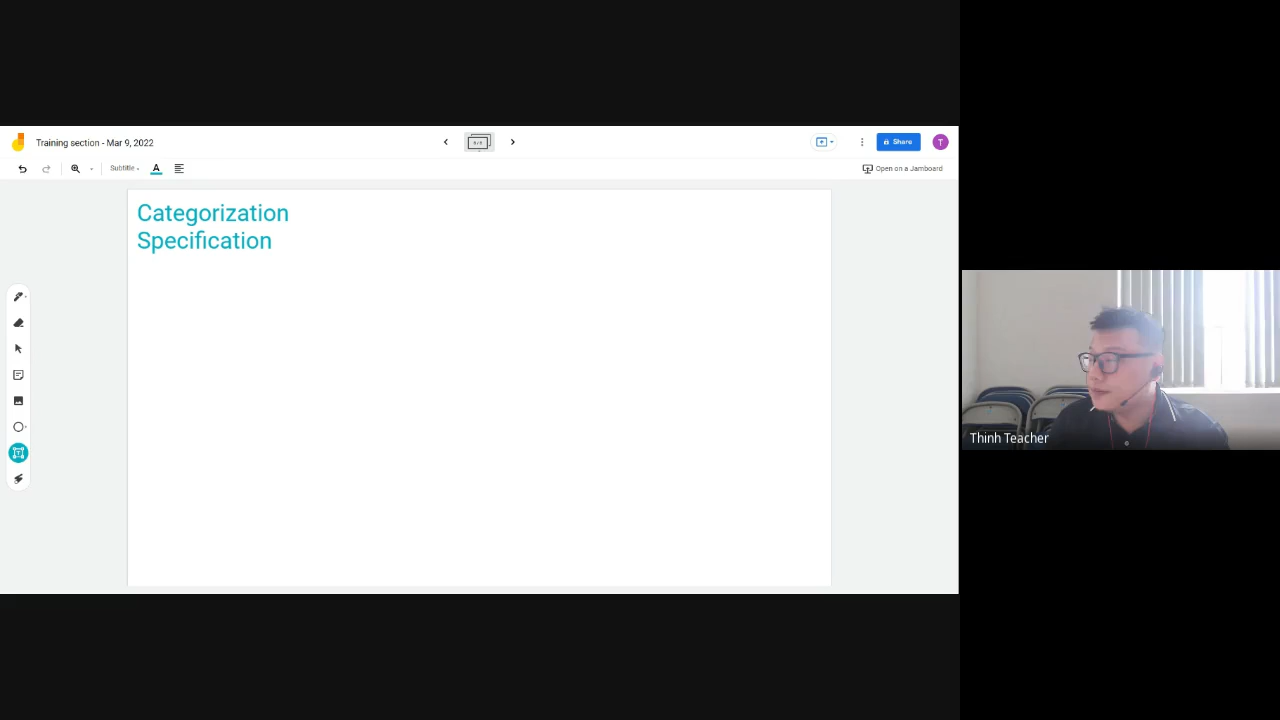 Training section - Mar 9, 2022
Share
T
Subtitle
A
Open on a Jamboard
Categorization
Specification
Thinh Teacher